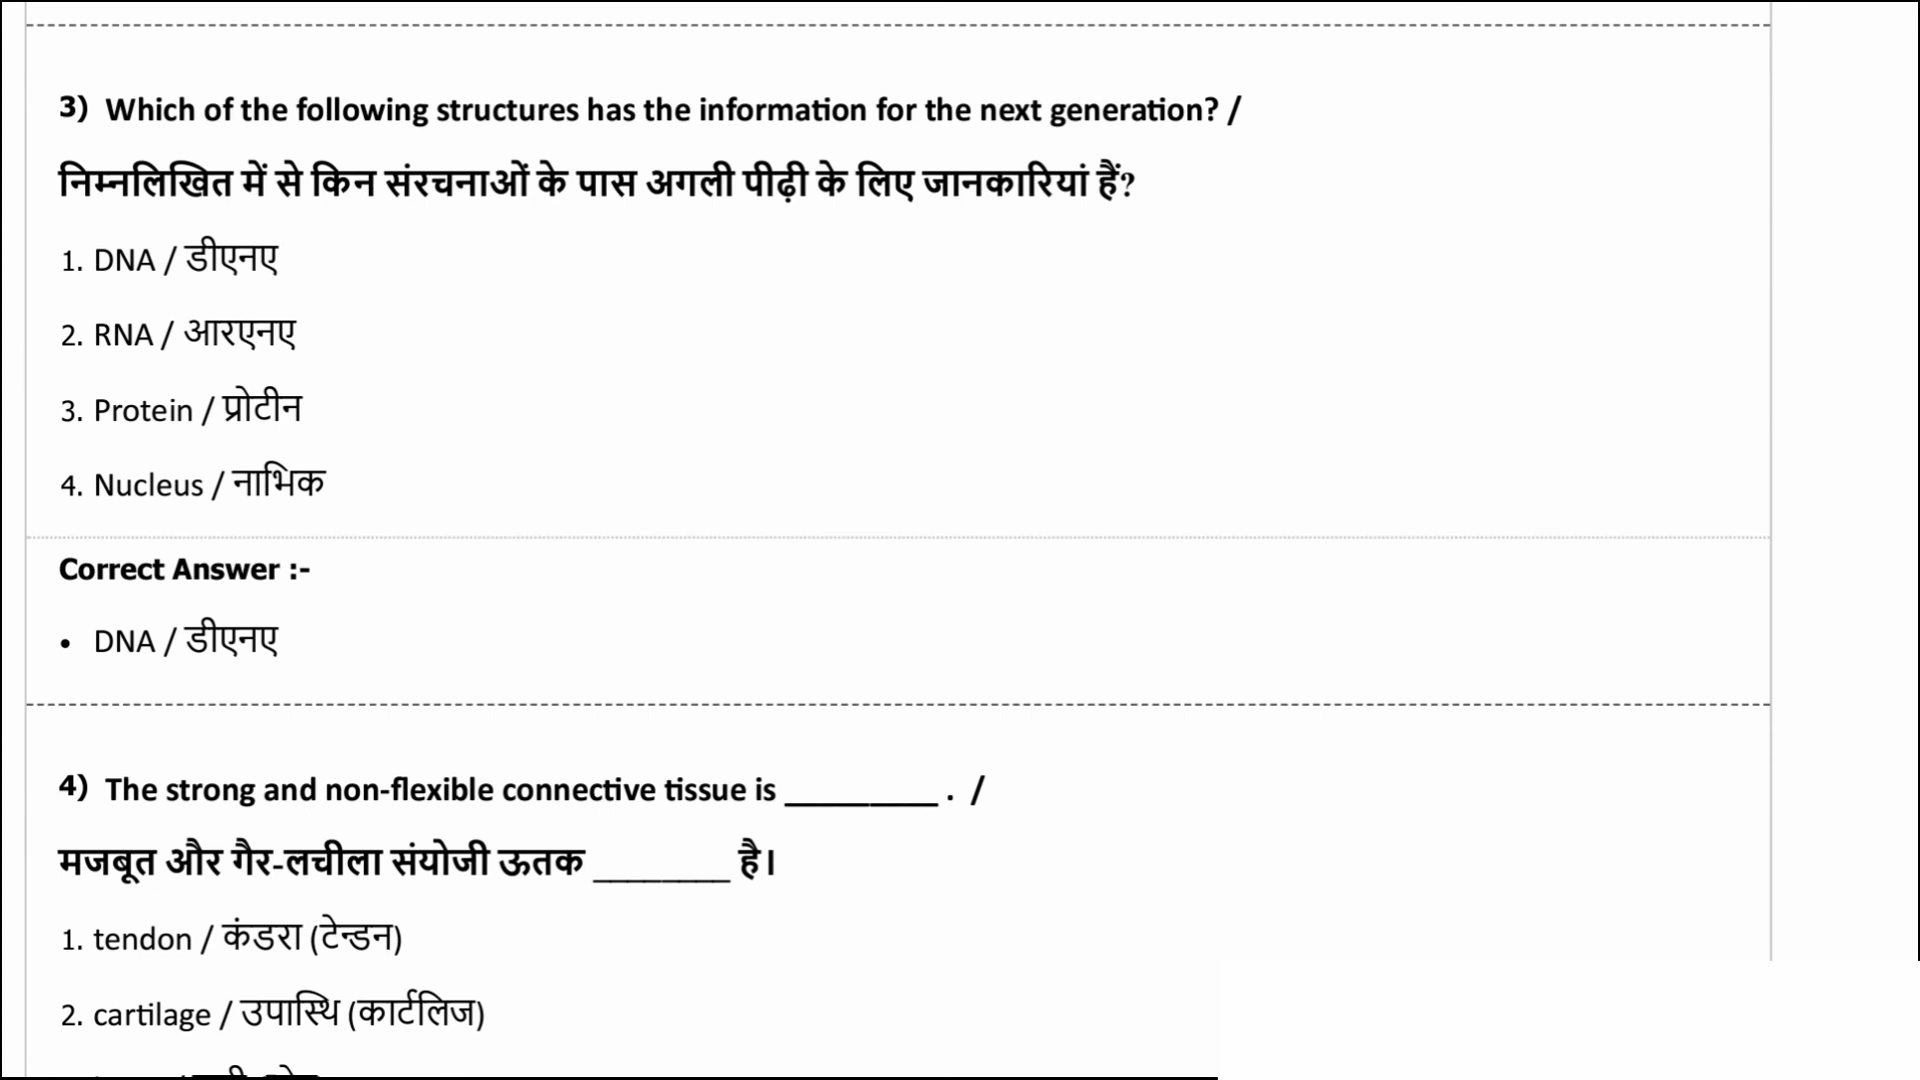 3) Which of the following structures has the information for the next generation? /
निम्नलिखित में से किन संरचनाओं के पास अगली पीढ़ी के लिए जानकारियां हैं?
1. DNA / डीएनए
2. RNA / आरएनए
3. Protein / प्रोटीन
4. Nucleus / नाभिक
Correct Answer :-
• DNA / डीएनए
4) The strong and non-flexible connective tissue is _________ . /
मजबूत और गैर-लचीला संयोजी ऊतक ________ है।
1. tendon / कंडरा (टेन्डन)
2. cartilage / उपास्थि (कार्टलिज)